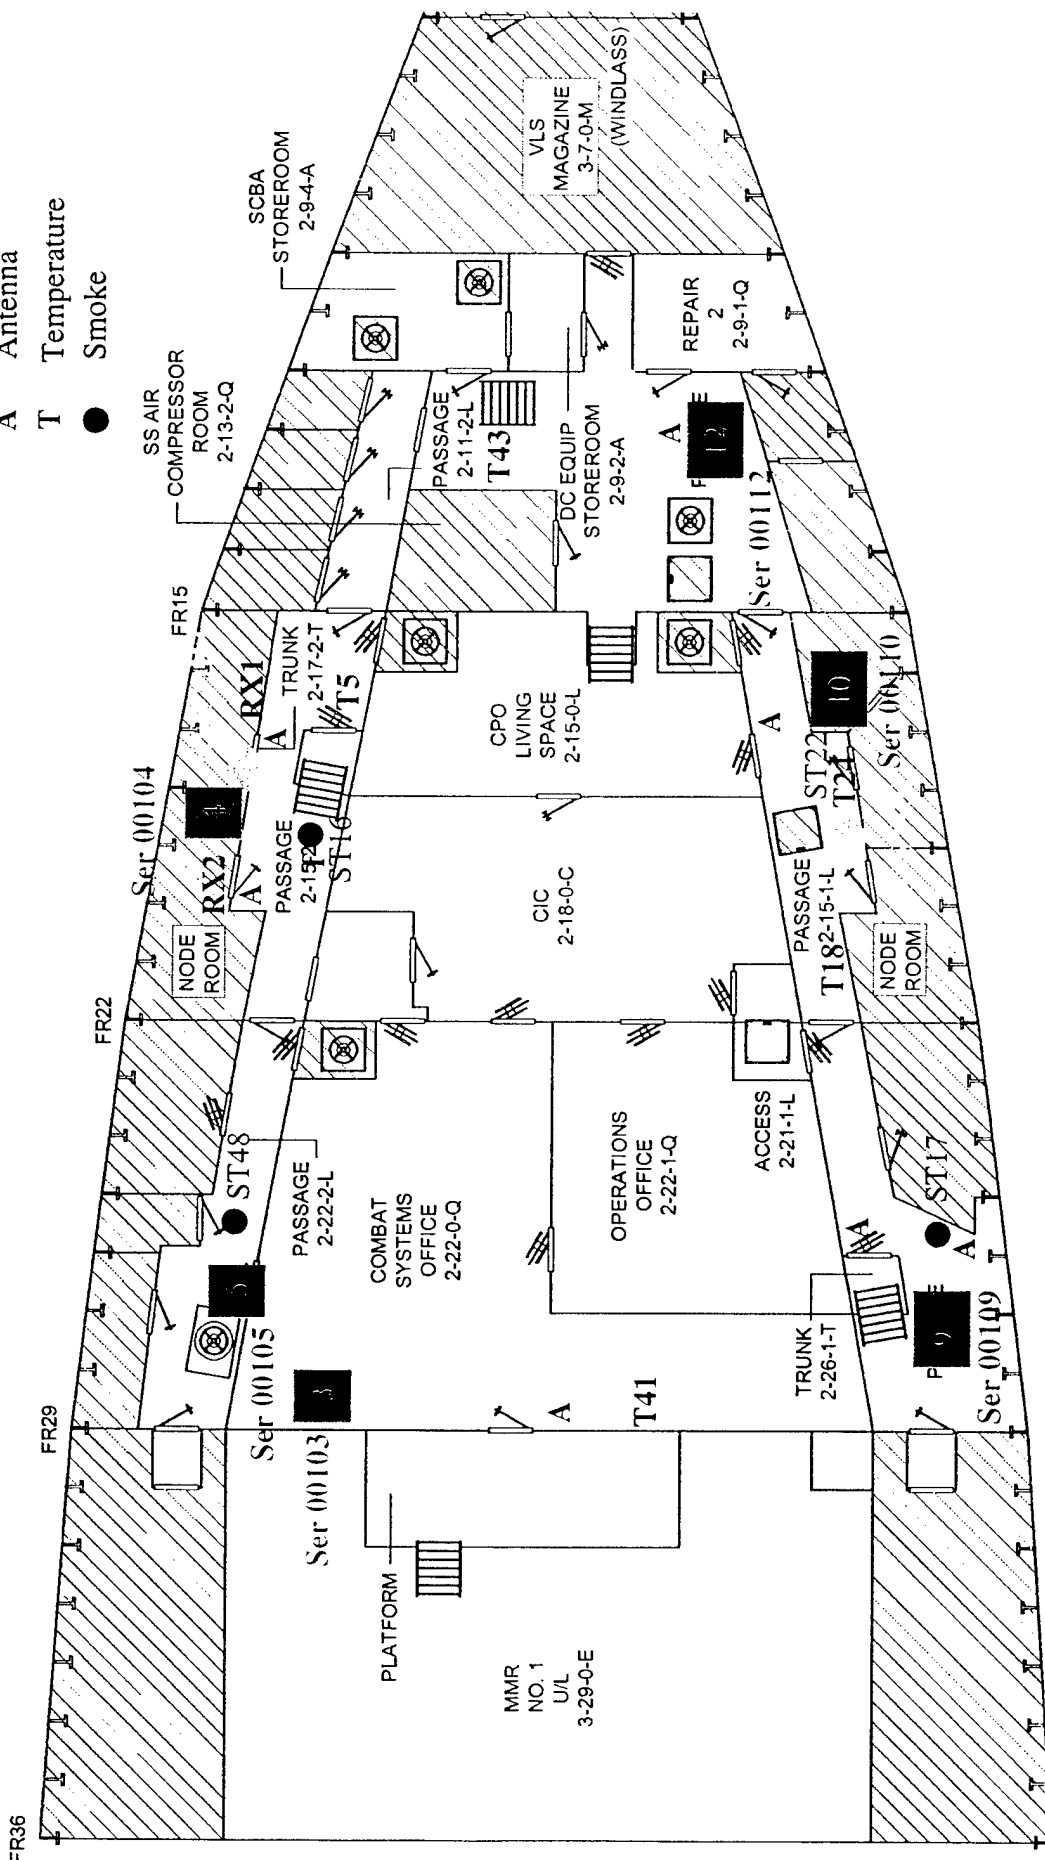 A Antenna
T Temperature
Smoke
FR36
FR29
FR22
FR15
SS AIR
COMPRESSOR
ROOM
2-13-2-Q
SCBA
STOREROOM
2-9-4-A
VLS
MAGAZINE
3-7-0-M
(WINDLASS)
REPAIR
2
2-9-1-Q
PASSAGE
2-11-2-L
T43
DC EQUIP
STOREROOM
2-9-2-A
A
12
Ser 00112
RX1
TRUNK
2-17-2-T
A
T5
Ser 00104
4
RX2
A
PASSAGE
ST16
NODE
ROOM
CPO
LIVING
SPACE
2-15-0-L
CIC
2-18-0-C
A
10
Ser 00110
ST22
T24
PASSAGE
2-15-1-L
T18
NODE
ROOM
ST48
PASSAGE
2-22-2-L
5
Ser 00105
COMBAT
SYSTEMS
OFFICE
2-22-0-Q
OPERATIONS
OFFICE
2-22-1-Q
ACCESS
2-21-1-L
ST17
A
A
TRUNK
2-26-1-T
9
Ser 00109
3
Ser 00103
A
T41
PLATFORM
MMR
NO. 1
U/L
3-29-0-E